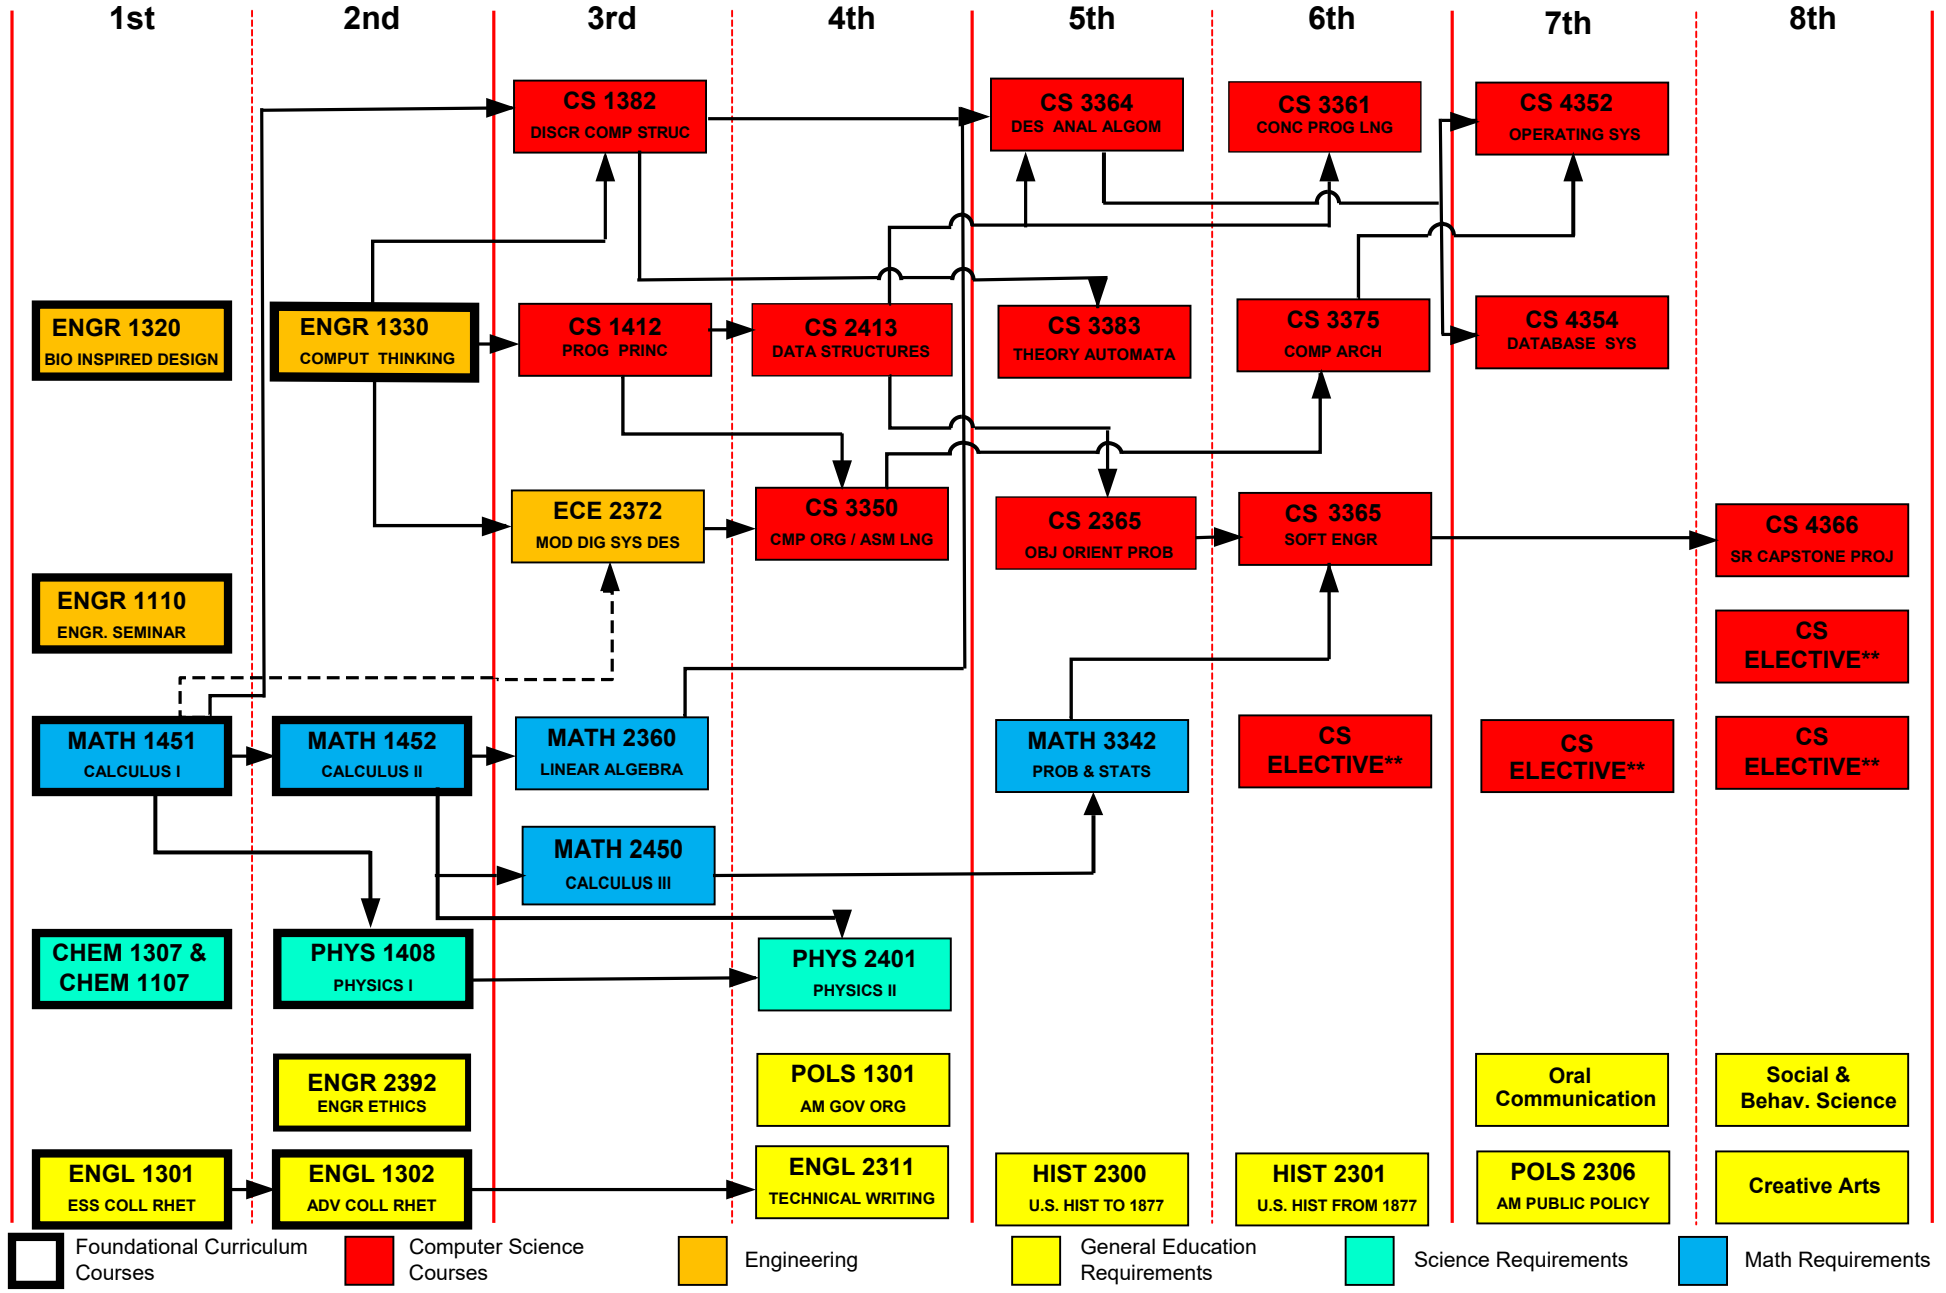 1st
2nd
3rd
4th
5th
6th
7th
8th
CS 1382
DISCR COMP STRUC
CS 3364
DES ANAL ALGOM
CS 3361
CONC PROG LNG
CS 4352
OPERATING SYS
ENGR 1320
BIO INSPIRED DESIGN
ENGR 1330
COMPUT THINKING
CS 1412
PROG PRINC
CS 2413
DATA STRUCTURES
CS 3383
THEORY AUTOMATA
CS 3375
COMP ARCH
CS 4354
DATABASE SYS
ECE 2372
MOD DIG SYS DES
CS 3350
CMP ORG / ASM LNG
CS 2365
OBJ ORIENT PROB
CS 3365
SOFT ENGR
CS 4366
SR CAPSTONE PROJ
ENGR 1110
ENGR. SEMINAR
CS
ELECTIVE**
MATH 1451
CALCULUS I
MATH 1452
CALCULUS II
MATH 2360
LINEAR ALGEBRA
MATH 3342
PROB & STATS
CS
ELECTIVE**
CS
ELECTIVE**
CS
ELECTIVE**
MATH 2450
CALCULUS III
CHEM 1307 &
CHEM 1107
PHYS 1408
PHYSICS I
PHYS 2401
PHYSICS II
ENGR 2392
ENGR ETHICS
POLS 1301
AM GOV ORG
Oral
Communication
Social &
Behav. Science
ENGL 1301
ESS COLL RHET
ENGL 1302
ADV COLL RHET
ENGL 2311
TECHNICAL WRITING
HIST 2300
U.S. HIST TO 1877
HIST 2301
U.S. HIST FROM 1877
POLS 2306
AM PUBLIC POLICY
Creative Arts
Foundational Curriculum
Courses
Computer Science
Courses
Engineering
General Education
Requirements
Science Requirements
Math Requirements